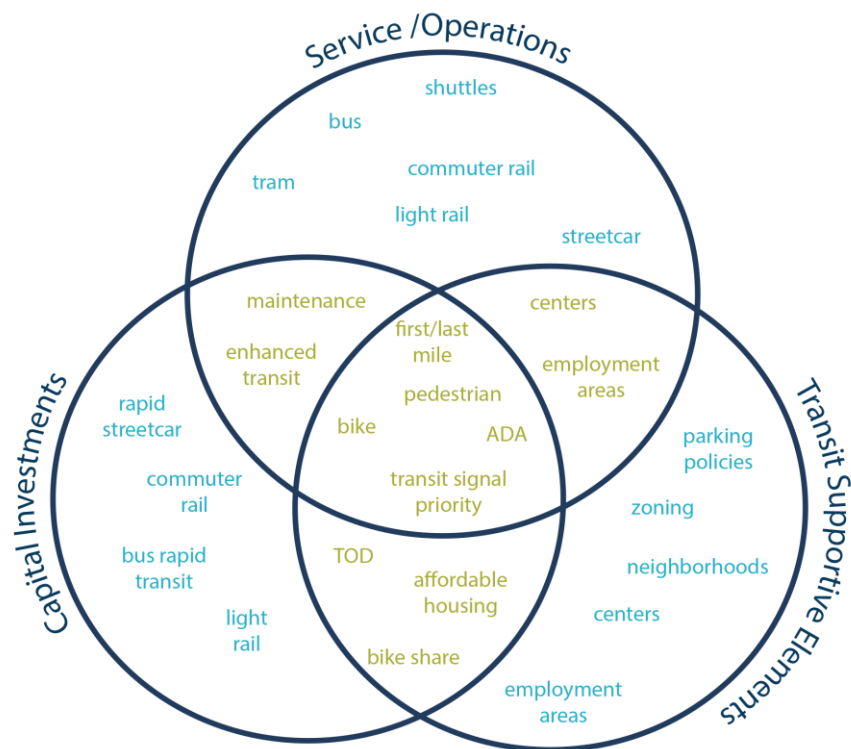 Service /Operations
shuttles
bus
commuter rail
tram
light rail
streetcar
maintenance
centers
first/last
mile
enhanced
transit
employment
areas
pedestrian
bike
ADA
transit signal
priority
Capital Investments
rapid
streetcar
commuter
rail
bus rapid
transit
light
rail
TOD
affordable
housing
bike share
Transit Supportive Elements
parking
policies
zoning
neighborhoods
centers
employment
areas